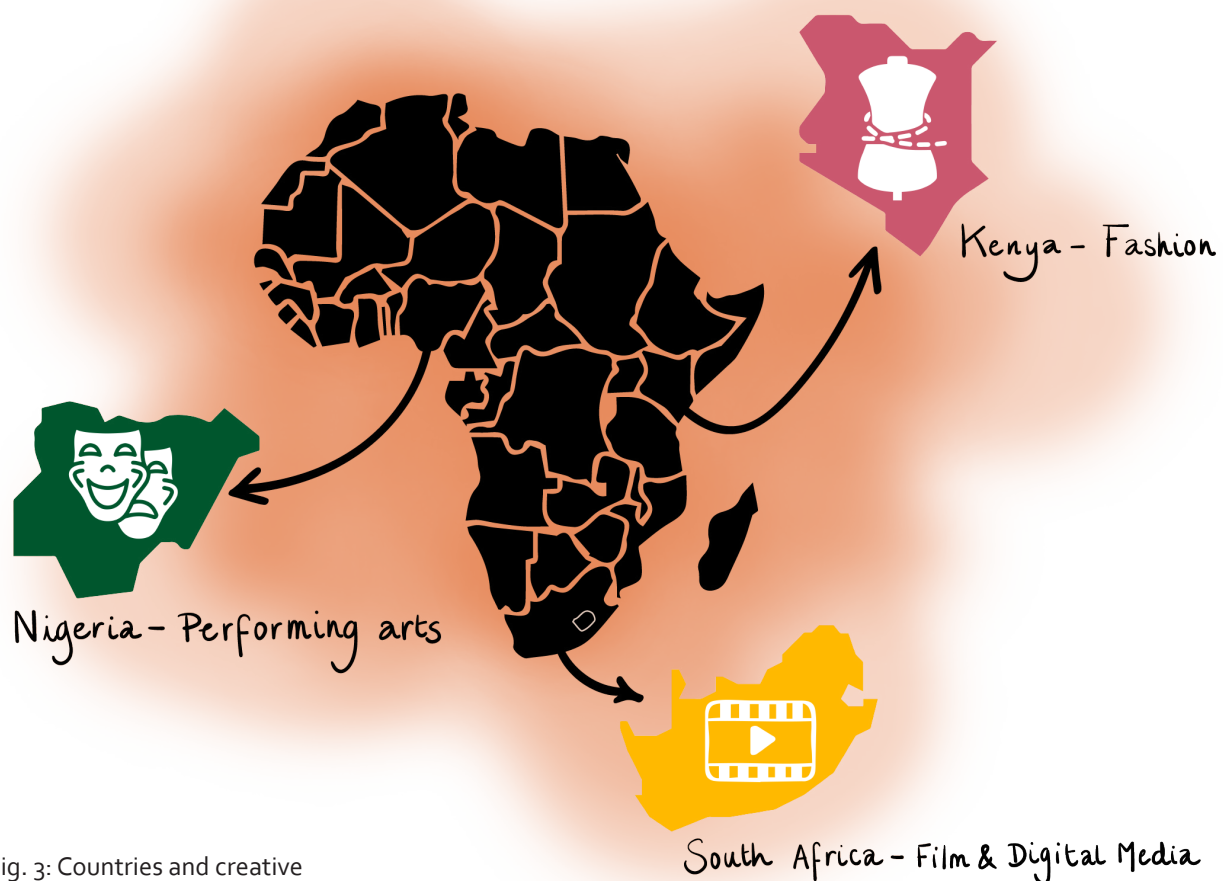 Kenya - Fashion
Nigeria - Performing arts
South Africa - Film & Digital Media
ig. 3: Countries and creative